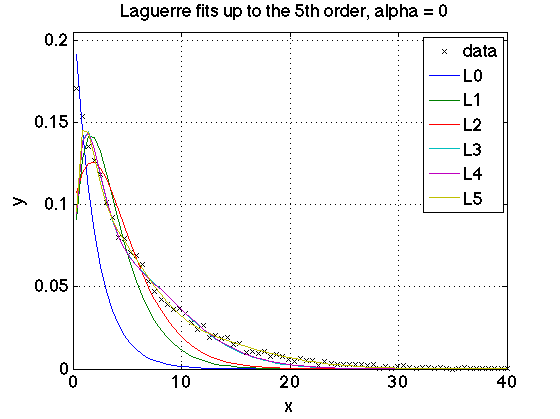 Laguerre fits up to the 5th order, alpha = 0
0.2
0.15
0.1
0.05
0
y
0
10
20
30
40
x
data
L0
L1
L2
L3
L4
L5